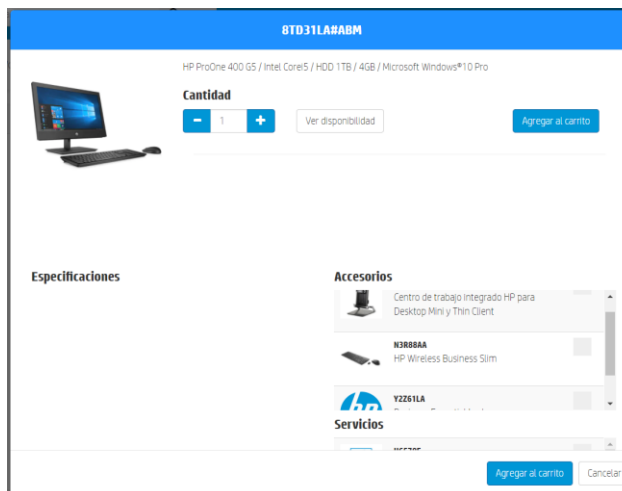 8TD31LA#ABM
HP ProOne 400 G5 / Intel Corei5 / HDD 1TB / 4GB / Microsoft Windows®10 Pro
Cantidad
1
Ver disponibilidad
Agregar al carrito
Especificaciones
Accesorios
Centro de trabajo integrado HP para
Desktop Mini y Thin Client
N3R88AA
HP Wireless Business Slim
Y2Z61LA
Servicios
Agregar al carrito
Cancelar